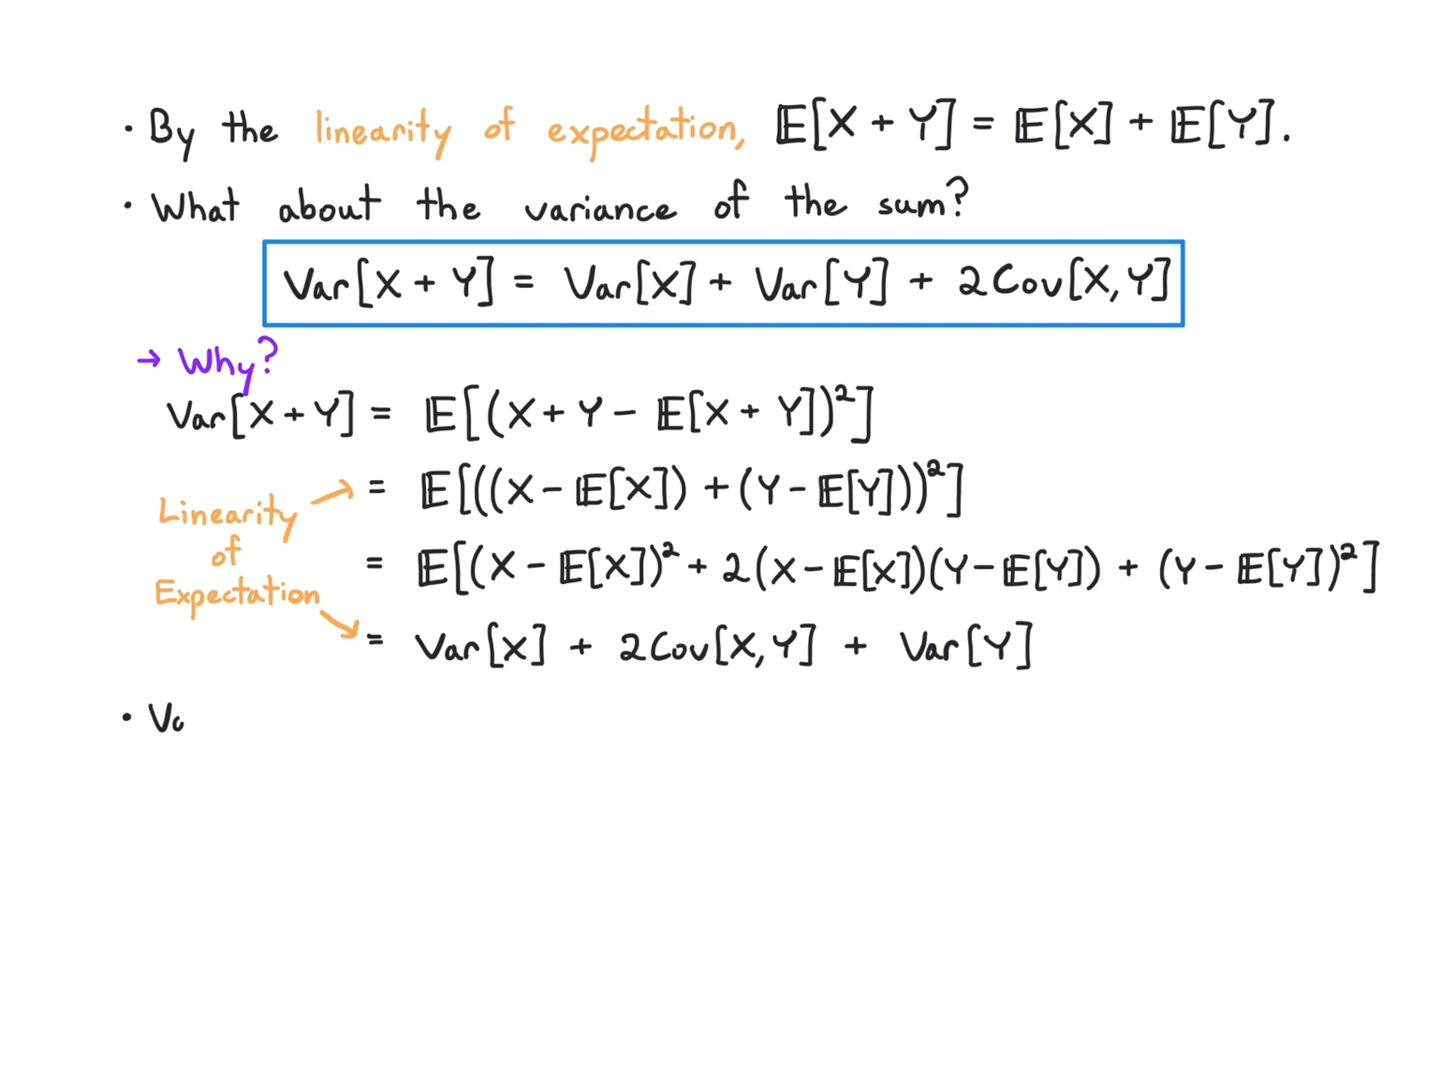 · By the linearity of expectation, 𝔼[X + Y] = 𝔼[X] + 𝔼[Y].
· What about the variance of the sum?
Var[X + Y] = Var[X] + Var[Y] + 2Cov[X,Y]
→ Why?
Var[X + Y] = 𝔼[(X + Y − 𝔼[X + Y])²]
= 𝔼[((X − 𝔼[X]) + (Y − 𝔼[Y]))²]
Linearity of Expectation
= 𝔼[(X − 𝔼[X])² + 2(X − 𝔼[X])(Y − 𝔼[Y]) + (Y − 𝔼[Y])²]
= Var[X] + 2Cov[X,Y] + Var[Y]
· Va